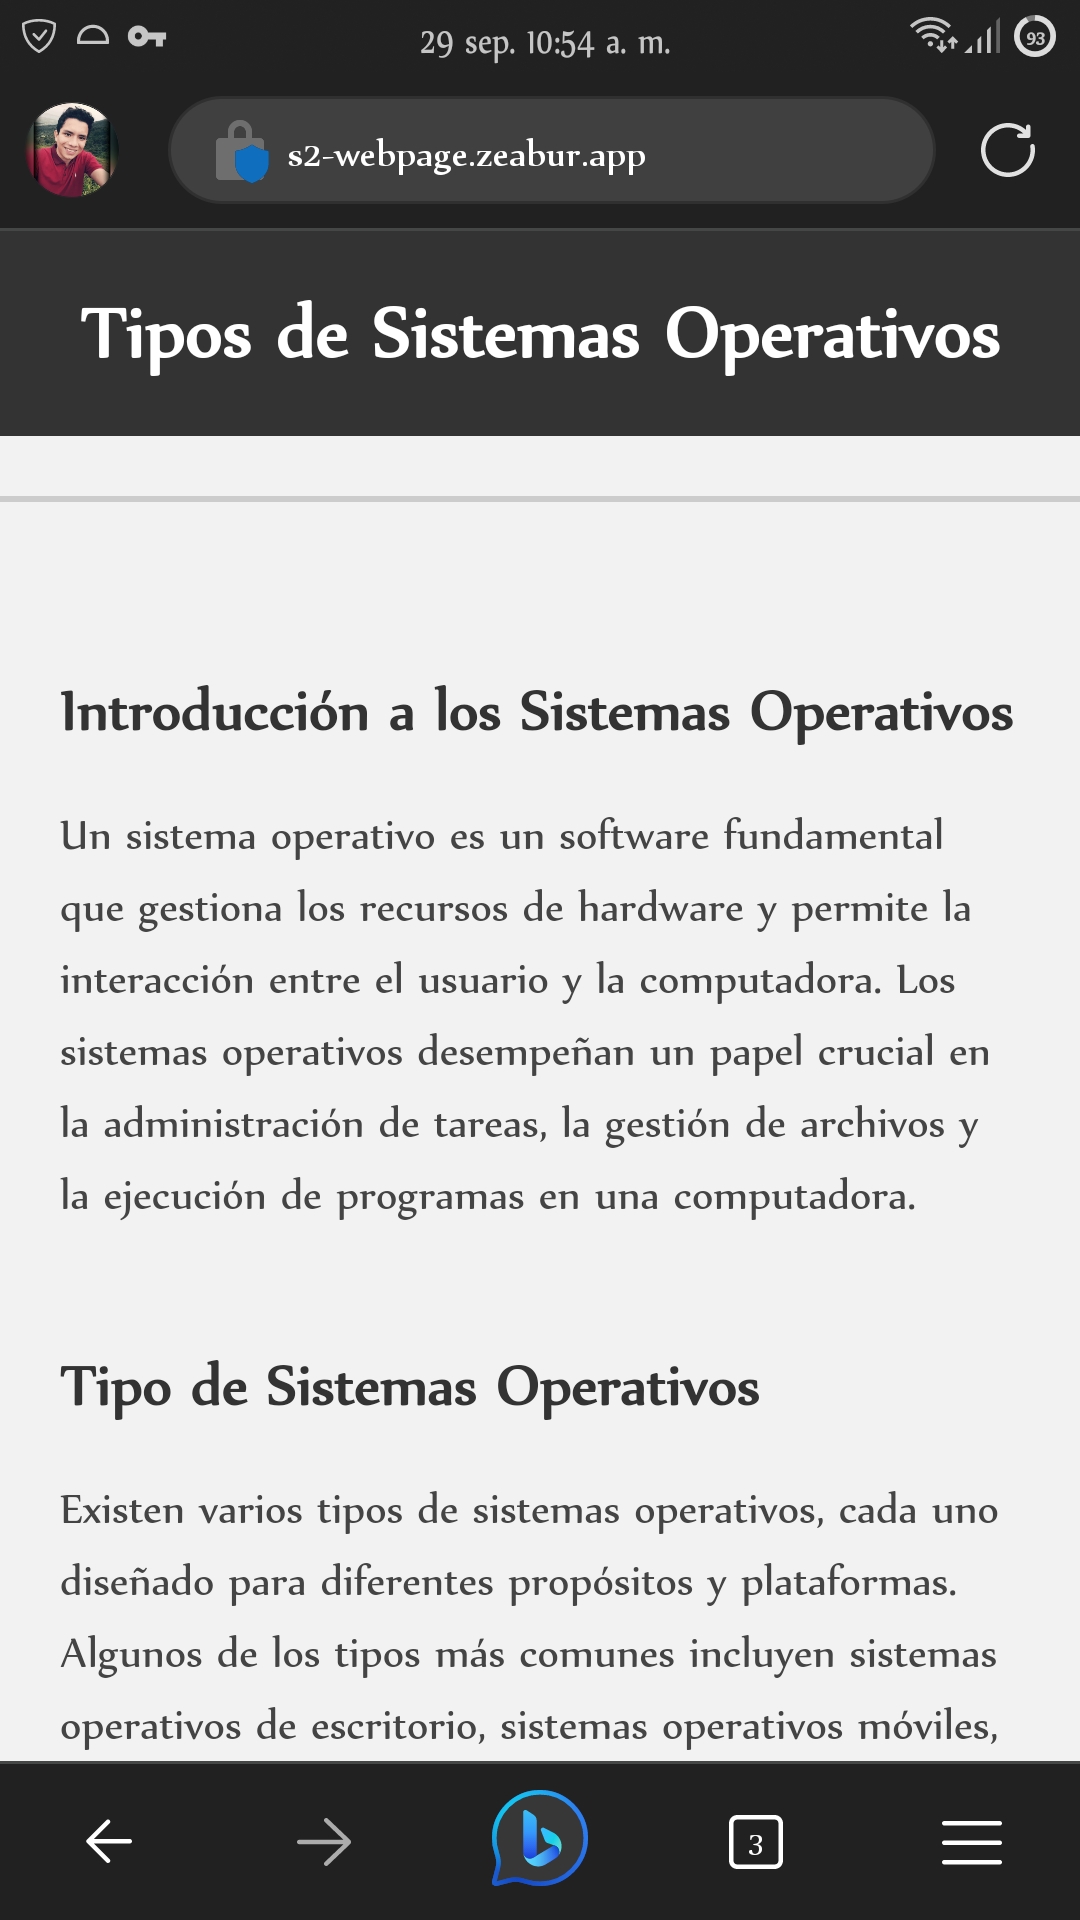 29 sep. 10:54 a. m.
93
s2-webpage.zeabur.app
Tipos de Sistemas Operativos
Introducción a los Sistemas Operativos
Un sistema operativo es un software fundamental
que gestiona los recursos de hardware y permite la
interacción entre el usuario y la computadora. Los
sistemas operativos desempeñan un papel crucial en
la administración de tareas, la gestión de archivos y
la ejecución de programas en una computadora.
Tipo de Sistemas Operativos
Existen varios tipos de sistemas operativos, cada uno
diseñado para diferentes propósitos y plataformas.
Algunos de los tipos más comunes incluyen sistemas
operativos de escritorio, sistemas operativos móviles,
3